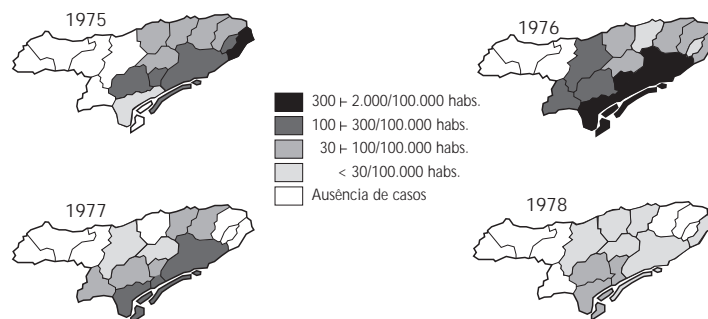 1975
1976
300 ⊢ 2.000/100.000 habs.
100 ⊢ 300/100.000 habs.
30 ⊢ 100/100.000 habs.
< 30/100.000 habs.
Ausência de casos
1977
1978